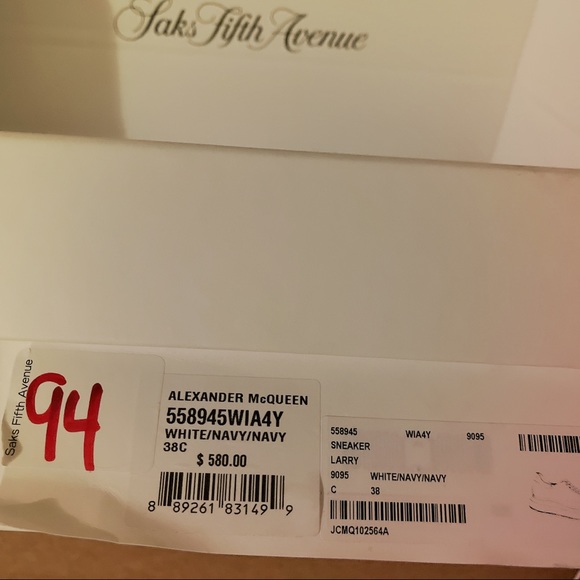 Saks Fifth Avenue
Saks Fifth Avenue
94
ALEXANDER McQUEEN
558945WIA4Y
WHITE/NAVY/NAVY
38C
$ 580.00
8 89261 83149 9
558945 WIA4Y 9095
SNEAKER
LARRY
9095 WHITE/NAVY/NAVY
C 38
JCMQ102564A